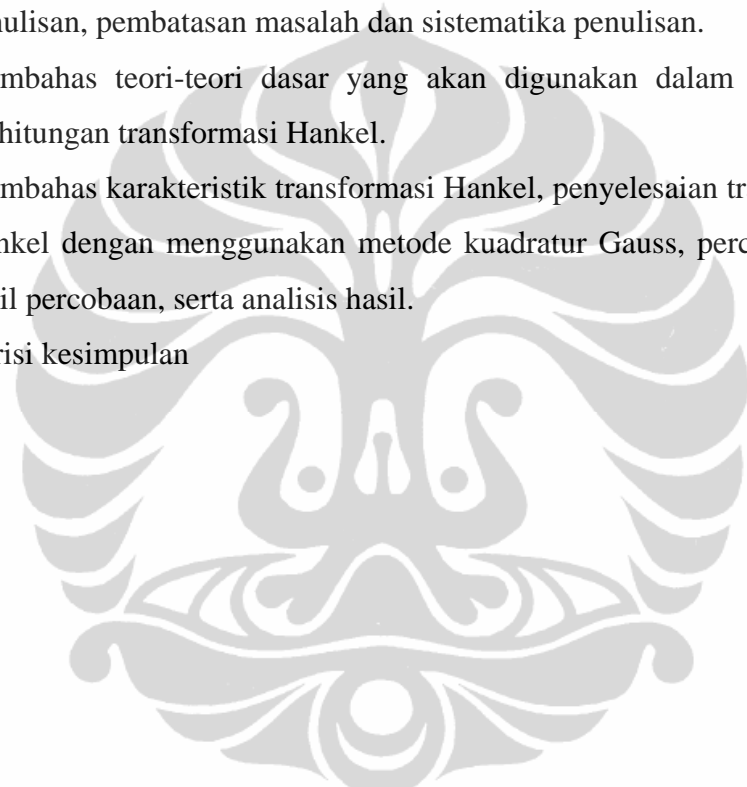 nulisan, pembatasan masalah dan sistematika penulisan.
mbahas teori-teori dasar yang akan digunakan dalam
hitungan transformasi Hankel.
mbahas karakteristik transformasi Hankel, penyelesaian tr
nkel dengan menggunakan metode kuadratur Gauss, perc
il percobaan, serta analisis hasil.
risi kesimpulan